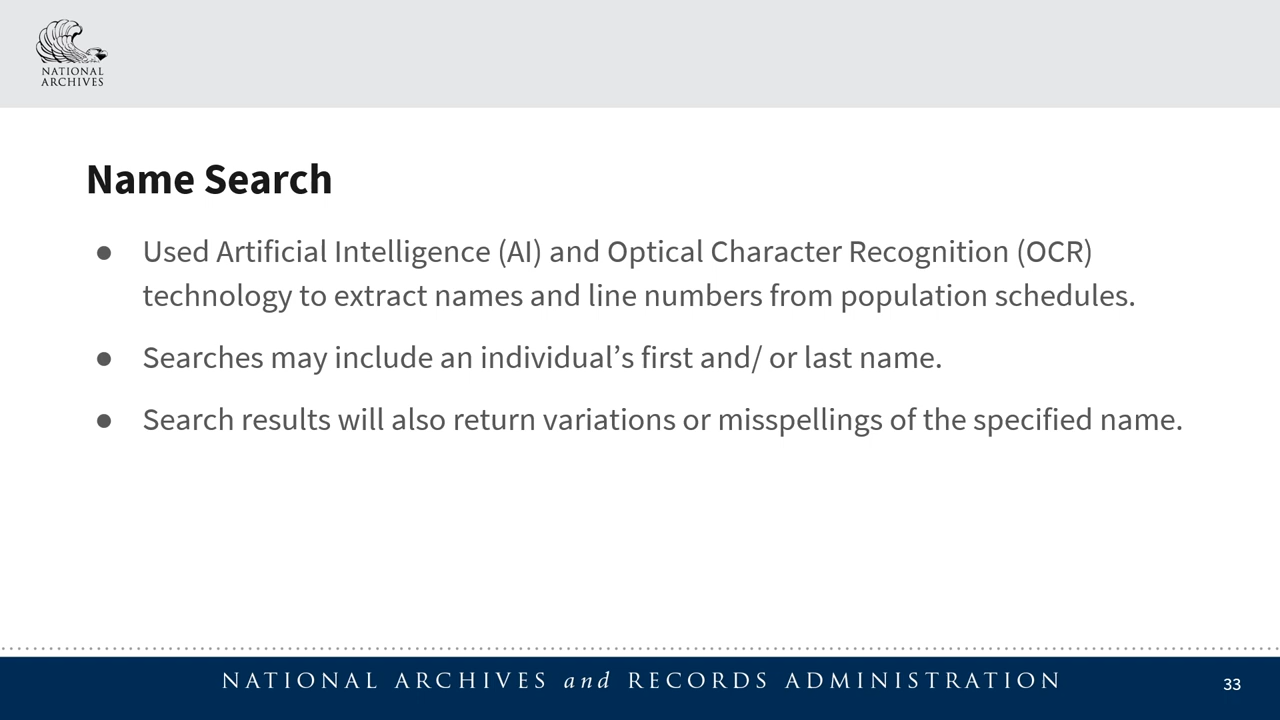 NATIONAL
ARCHIVES
Name Search
● Used Artificial Intelligence (AI) and Optical Character Recognition (OCR)
technology to extract names and line numbers from population schedules.
● Searches may include an individual’s first and/ or last name.
● Search results will also return variations or misspellings of the specified name.
NATIONAL ARCHIVES and RECORDS ADMINISTRATION
33